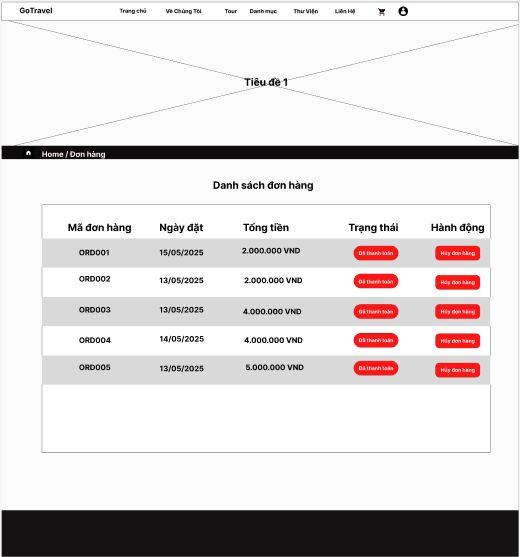 GoTravel Trang chủ Về Chúng Tôi Tour Danh mục Thư Viện Liên Hệ
Tiêu đề 1
Home / Đơn hàng
Danh sách đơn hàng
Mã đơn hàng Ngày đặt Tổng tiền Trạng thái Hành động
ORD001 15/05/2025 2.000.000 VND Đã thanh toán Hủy đơn hàng
ORD002 13/05/2025 2.000.000 VND Đã thanh toán Hủy đơn hàng
ORD003 13/05/2025 4.000.000 VND Đã thanh toán Hủy đơn hàng
ORD004 14/05/2025 4.000.000 VND Đã thanh toán Hủy đơn hàng
ORD005 13/05/2025 5.000.000 VND Đã thanh toán Hủy đơn hàng